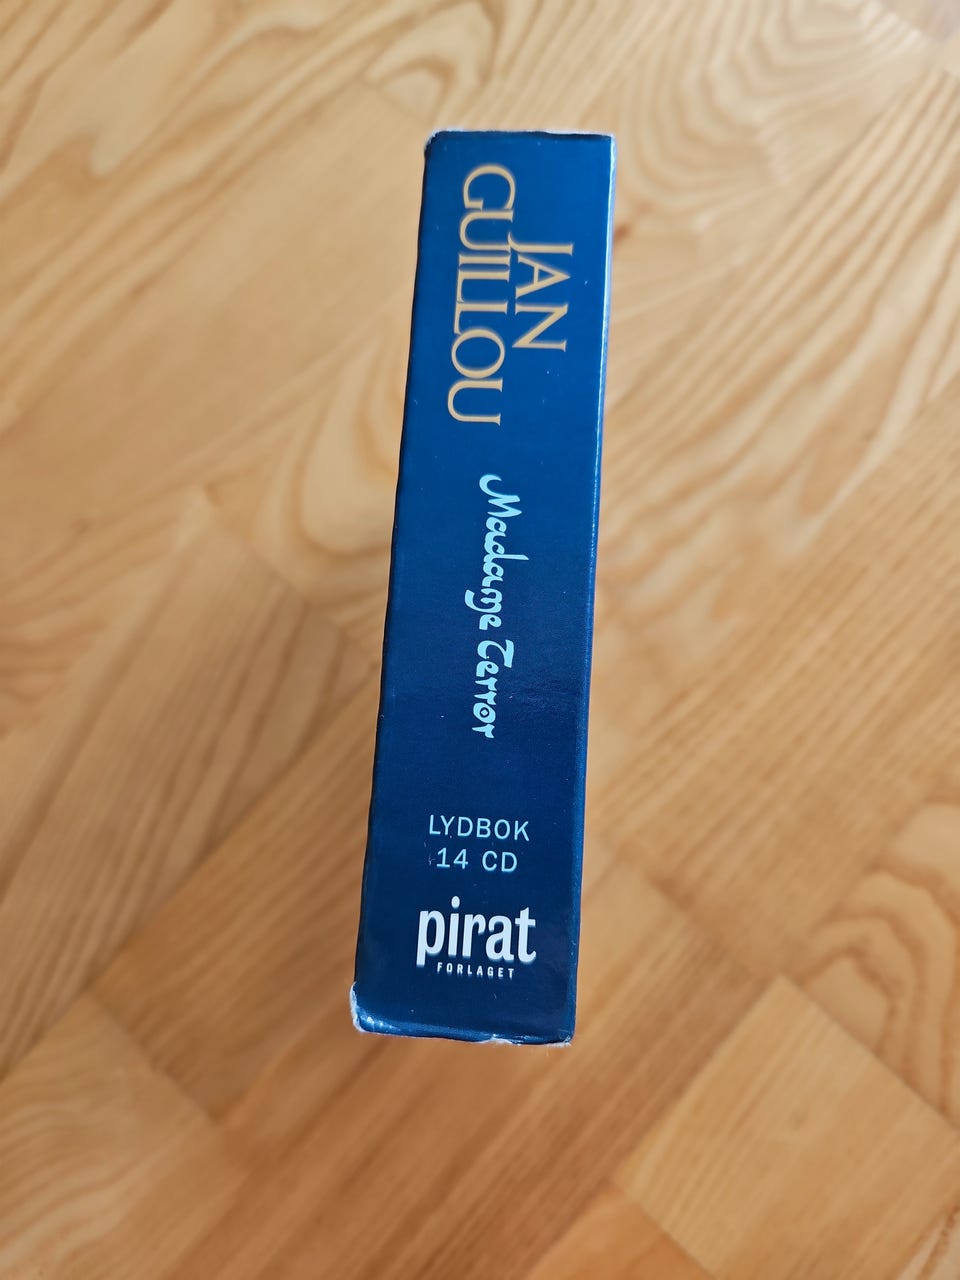 JAN
GUILLOU
Madame Terror
LYDBOK
14 CD
pirat
FORLAGET